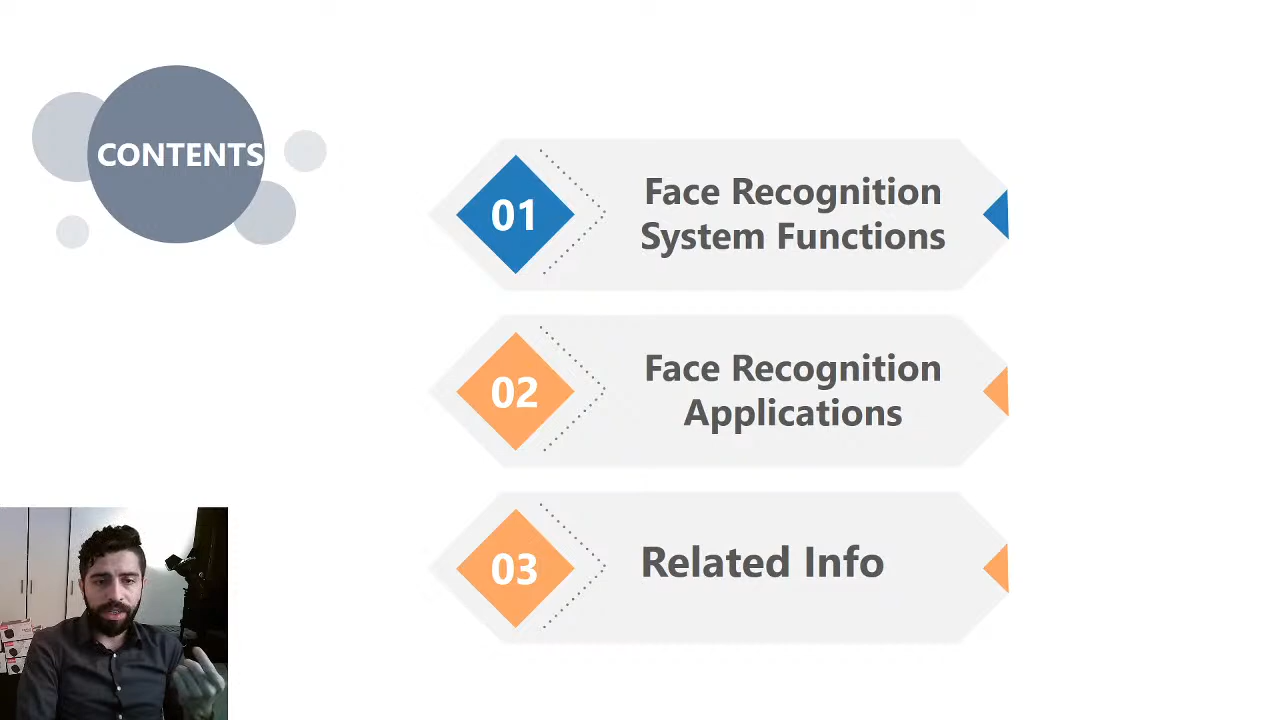 CONTENTS
01
Face Recognition
System Functions
02
Face Recognition
Applications
03
Related Info